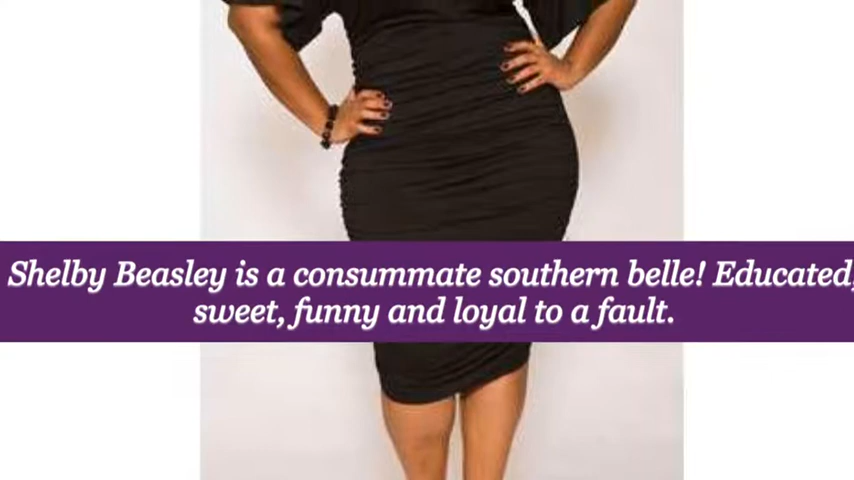 Shelby Beasley is a consummate southern belle! Educated,
sweet, funny and loyal to a fault.